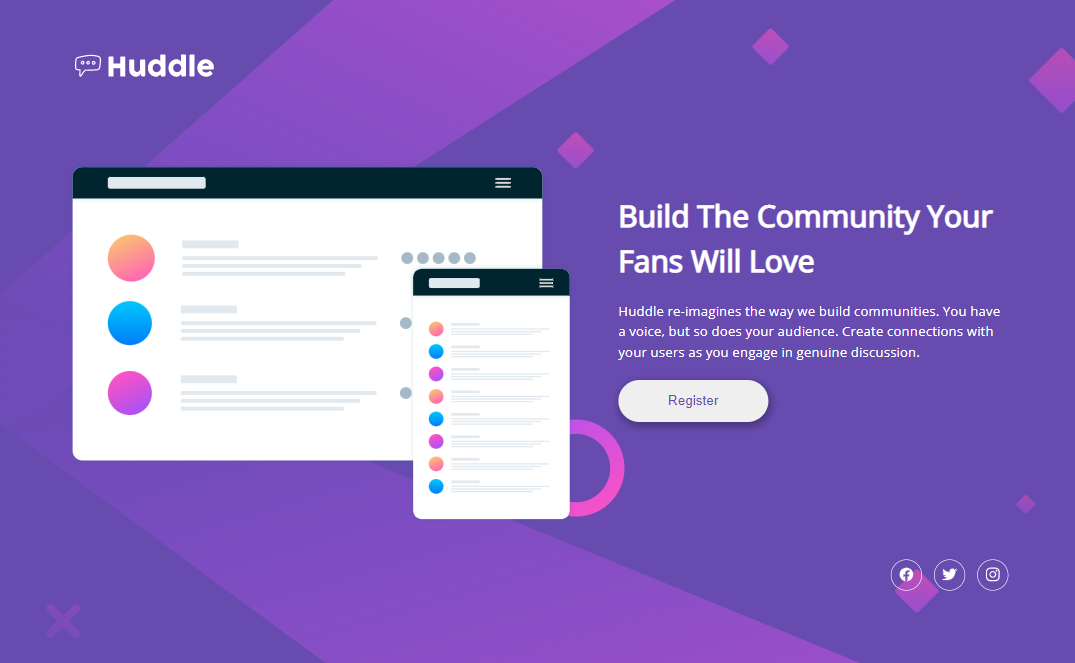 Huddle
Build The Community Your
Fans Will Love
Huddle re-imagines the way we build communities. You have
a voice, but so does your audience. Create connections with
your users as you engage in genuine discussion.
Register